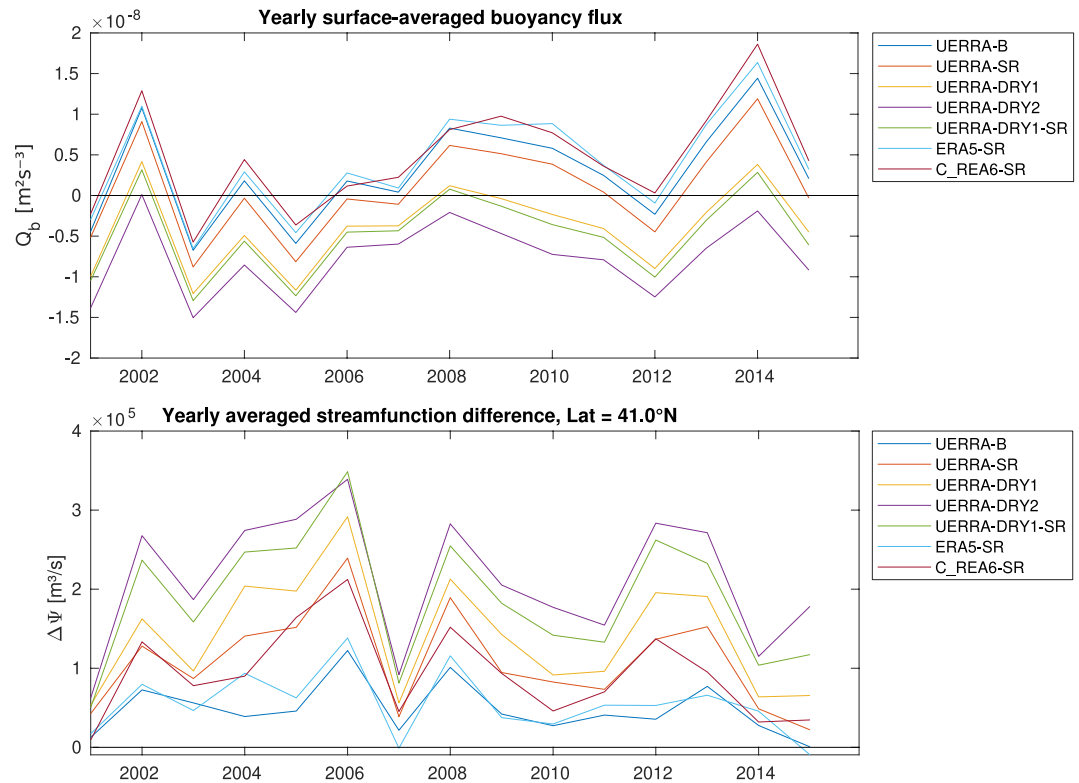 Yearly surface-averaged buoyancy flux
×10⁻⁸
2
1.5
1
0.5
0
-0.5
-1
-1.5
-2
Q_b [m²s⁻³]
2002 2004 2006 2008 2010 2012 2014
UERRA-B
UERRA-SR
UERRA-DRY1
UERRA-DRY2
UERRA-DRY1-SR
ERA5-SR
C_REA6-SR
Yearly averaged streamfunction difference, Lat = 41.0°N
×10⁵
4
3
2
1
0
ΔΨ [m³/s]
2002 2004 2006 2008 2010 2012 2014
UERRA-B
UERRA-SR
UERRA-DRY1
UERRA-DRY2
UERRA-DRY1-SR
ERA5-SR
C_REA6-SR